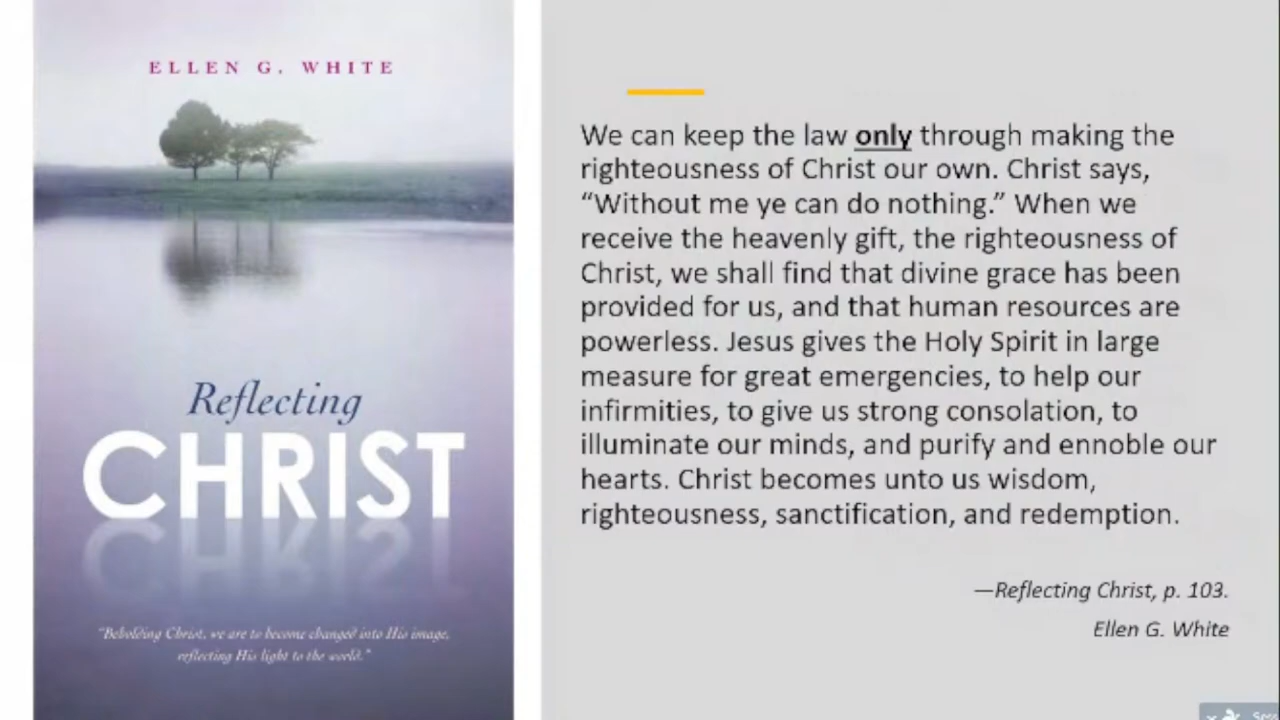 ELLEN G. WHITE
Reflecting
CHRIST
"Beholding Christ, we are to become changed into His image,
reflecting His light to the world."
We can keep the law only through making the
righteousness of Christ our own. Christ says,
“Without me ye can do nothing.” When we
receive the heavenly gift, the righteousness of
Christ, we shall find that divine grace has been
provided for us, and that human resources are
powerless. Jesus gives the Holy Spirit in large
measure for great emergencies, to help our
infirmities, to give us strong consolation, to
illuminate our minds, and purify and ennoble our
hearts. Christ becomes unto us wisdom,
righteousness, sanctification, and redemption.
—Reflecting Christ, p. 103.
Ellen G. White